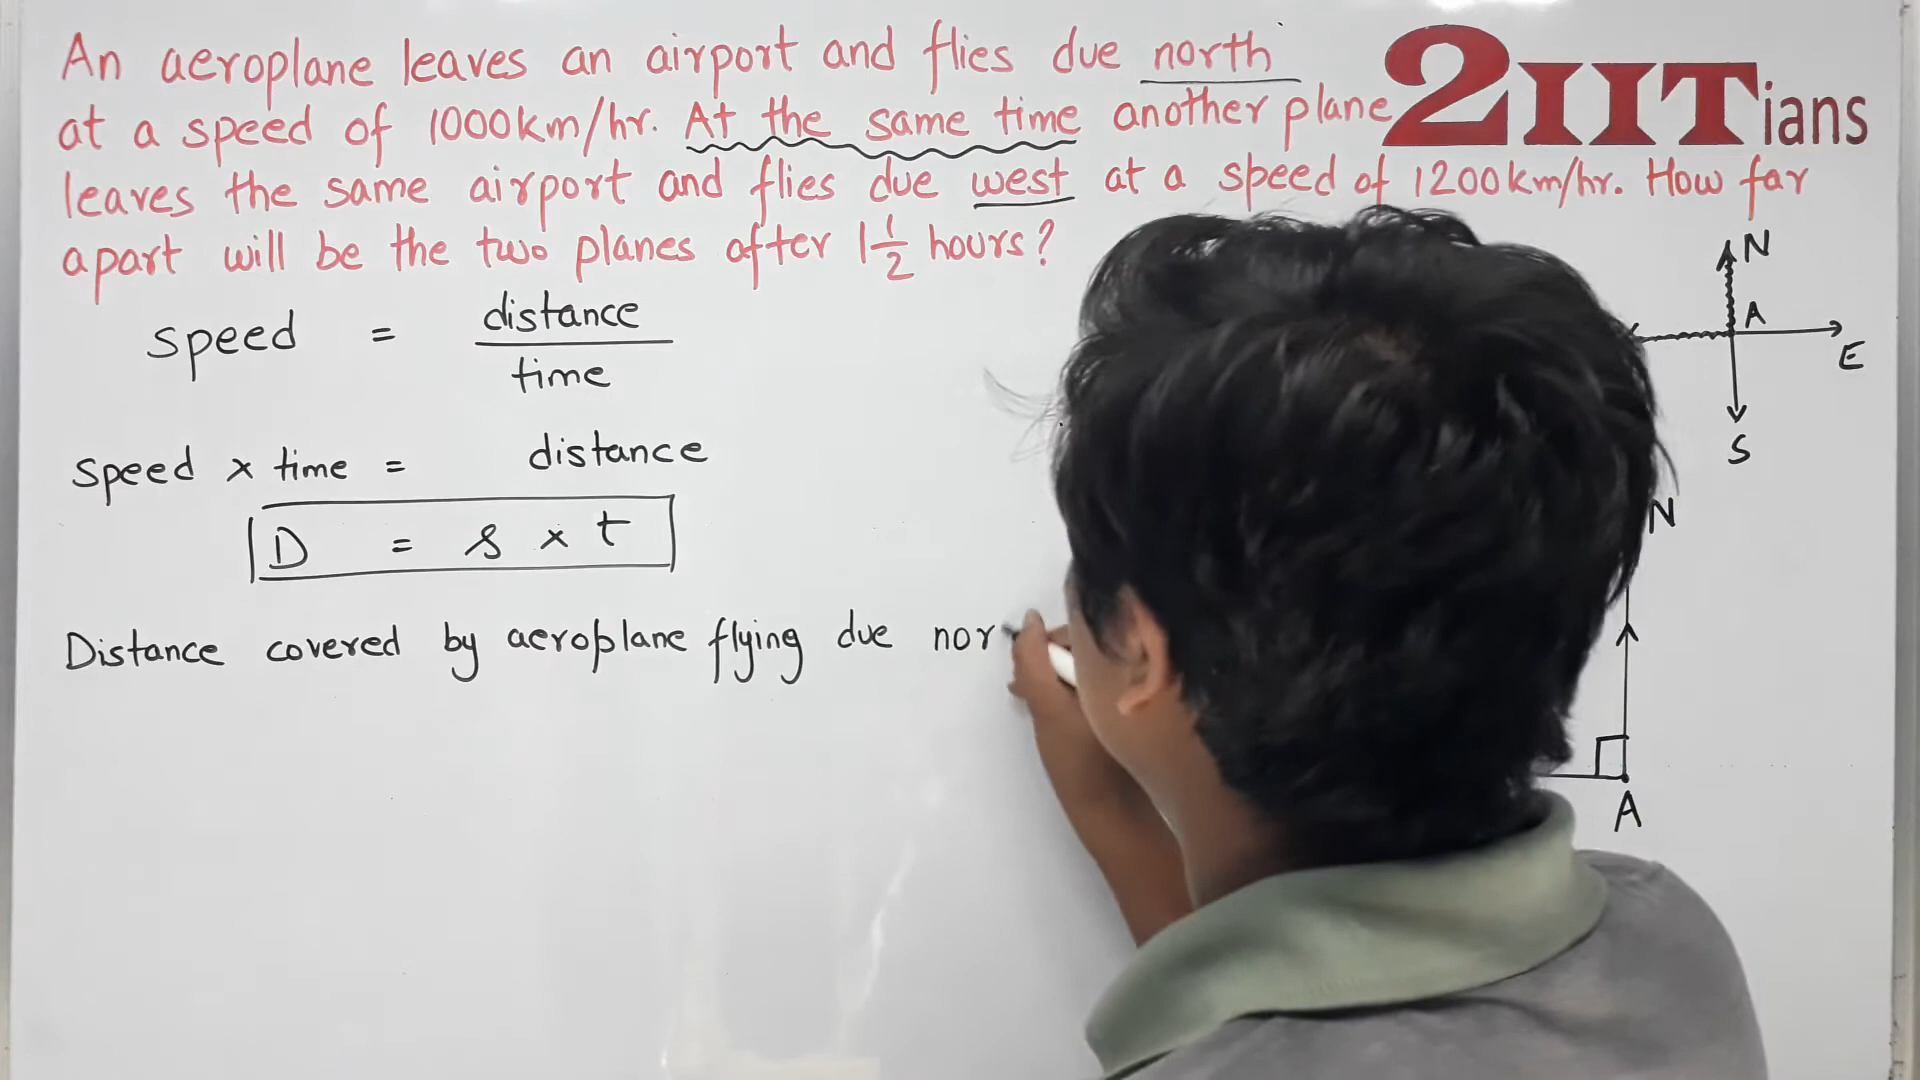 An aeroplane leaves an airport and flies due north
at a speed of 1000km/hr. At the same time another plane
leaves the same airport and flies due west at a speed of 1200km/hr. How far
apart will be the two planes after 1 1/2 hours?
2IITians
speed = distance/time
speed x time = distance
D = s x t
Distance covered by aeroplane flying due nor
N
A
E
S
N
A